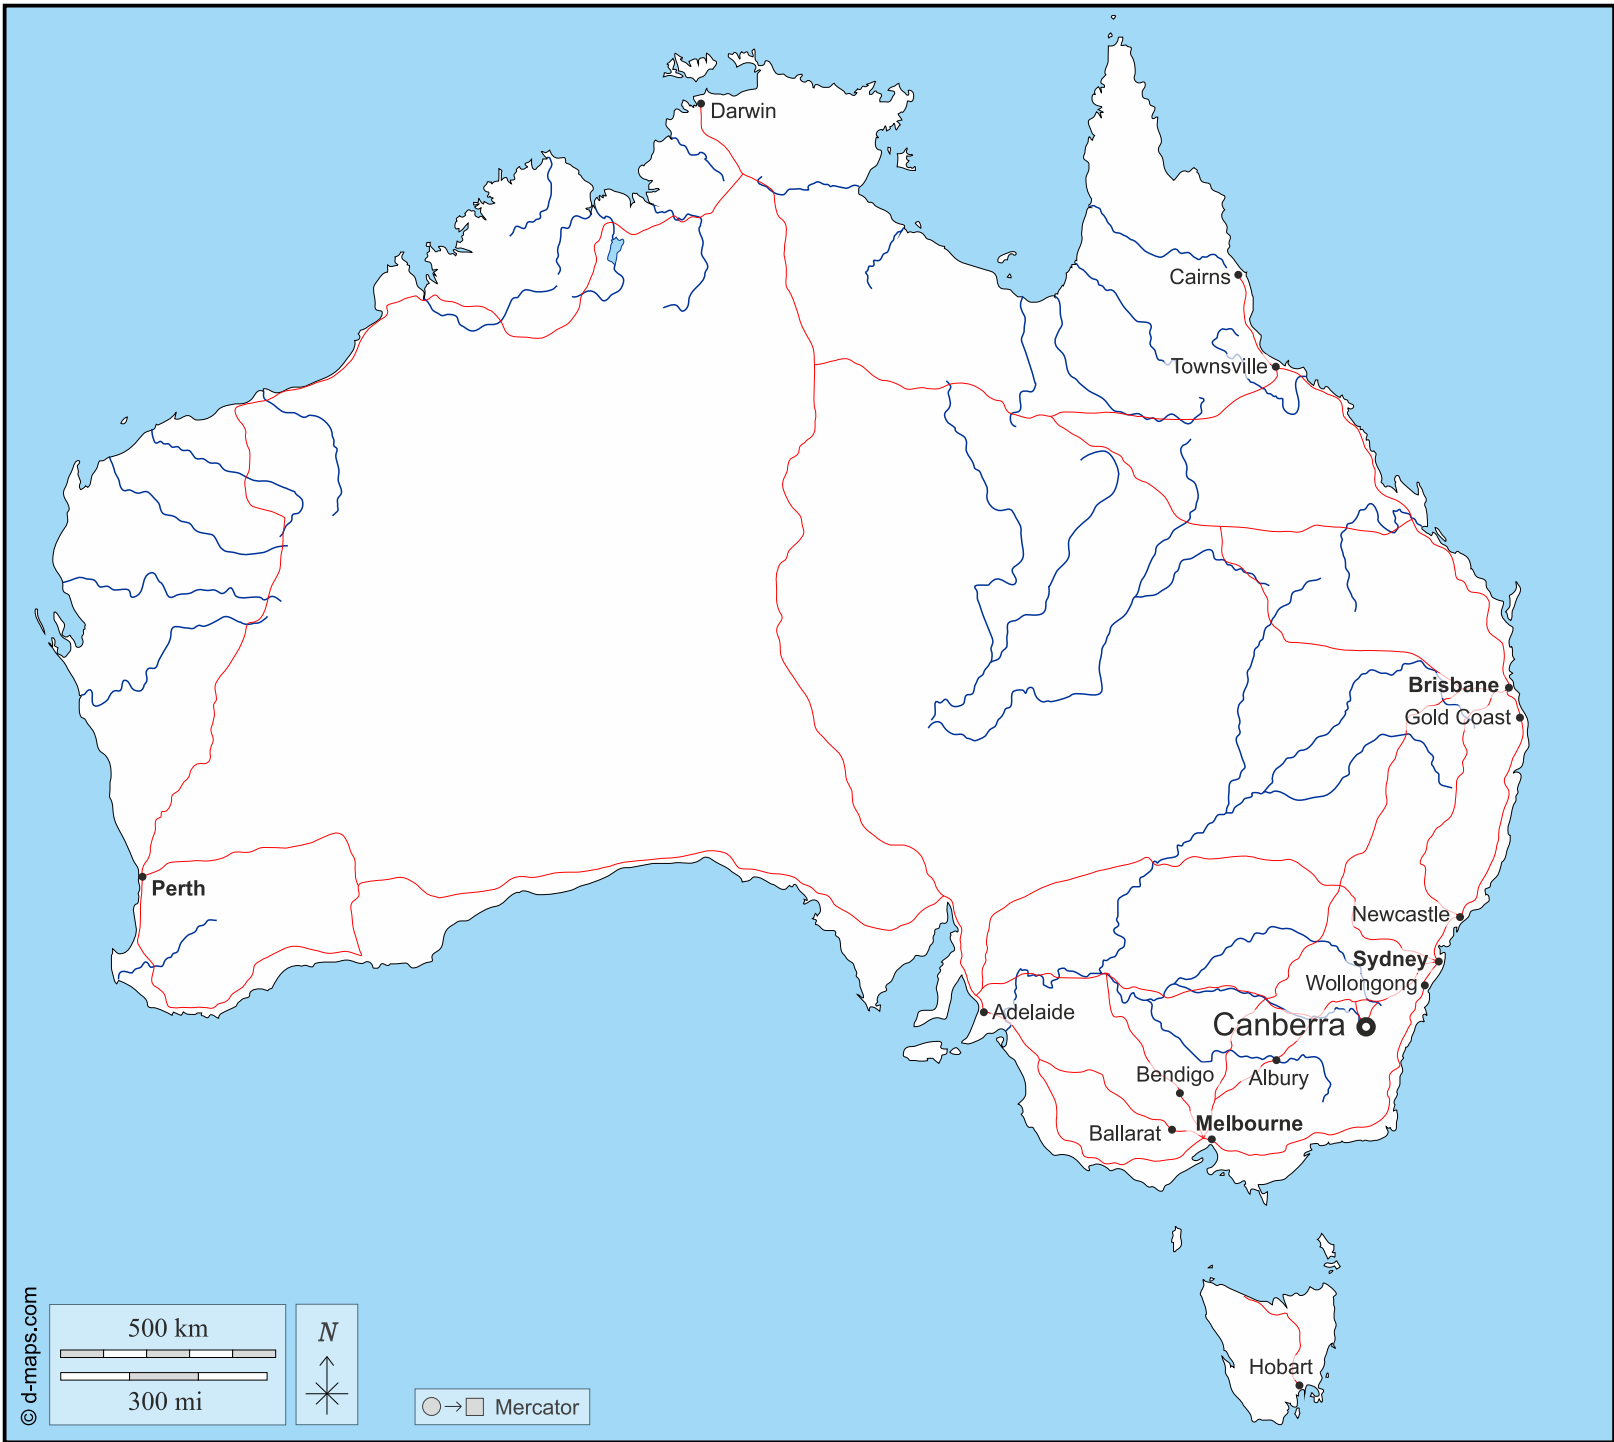 Darwin
Cairns
Townsville
Brisbane
Gold Coast
Perth
Newcastle
Sydney
Wollongong
Adelaide
Canberra
Bendigo
Albury
Melbourne
Ballarat
Hobart
© d-maps.com
500 km
300 mi
N
Mercator